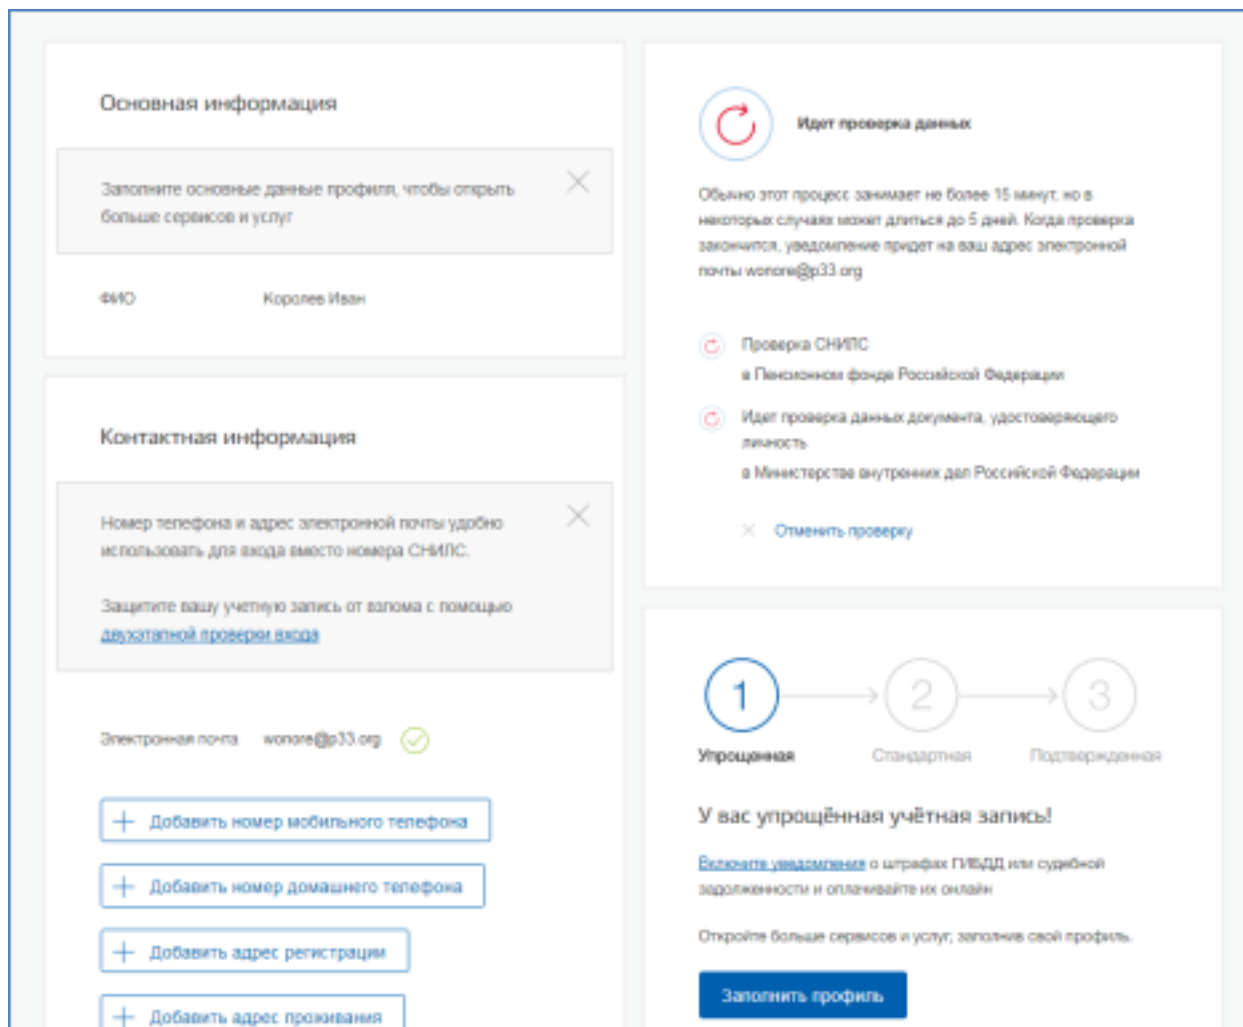 Основная информация
Заполните основные данные профиля, чтобы открыть
больше сервисов и услуг
ФИО Королев Иван
Контактная информация
Номер телефона и адрес электронной почты удобно
использовать для входа вместо номера СНИЛС.
Защитите вашу учетную запись от взлома с помощью
двухэтапной проверки входа
Электронная почта wonore@p33.org
Добавить номер мобильного телефона
Добавить номер домашнего телефона
Добавить адрес регистрации
Добавить адрес проживания
Идет проверка данных
Обычно этот процесс занимает не более 15 минут, но в
некоторых случаях может длиться до 5 дней. Когда проверка
закончится, уведомление придет на ваш адрес электронной
почты wonore@p33.org
Проверка СНИЛС
в Пенсионном фонде Российской Федерации
Идет проверка данных документа, удостоверяющего
личность
в Министерстве внутренних дел Российской Федерации
Отменить проверку
1 2 3
Упрощенная Стандартная Подтвержденная
У вас упрощённая учётная запись!
Включите уведомления о штрафах ГИБДД или судебной
задолженности и оплачивайте их онлайн
Откройте больше сервисов и услуг, заполнив свой профиль.
Заполнить профиль